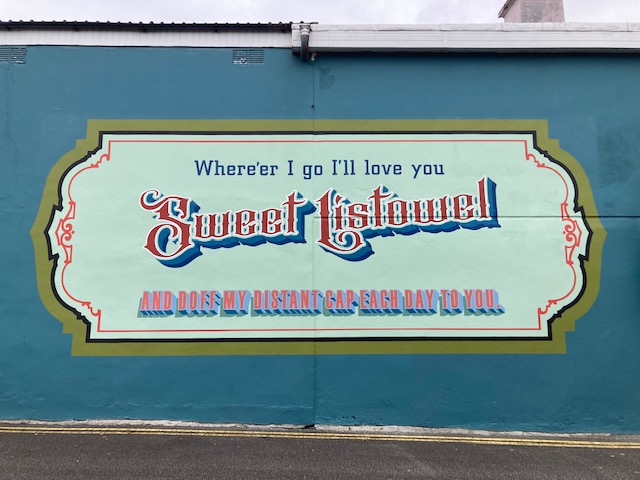 Where'er I go I'll love you
Sweet Listowel
AND DOFF MY DISTANT CAP EACH DAY TO YOU.